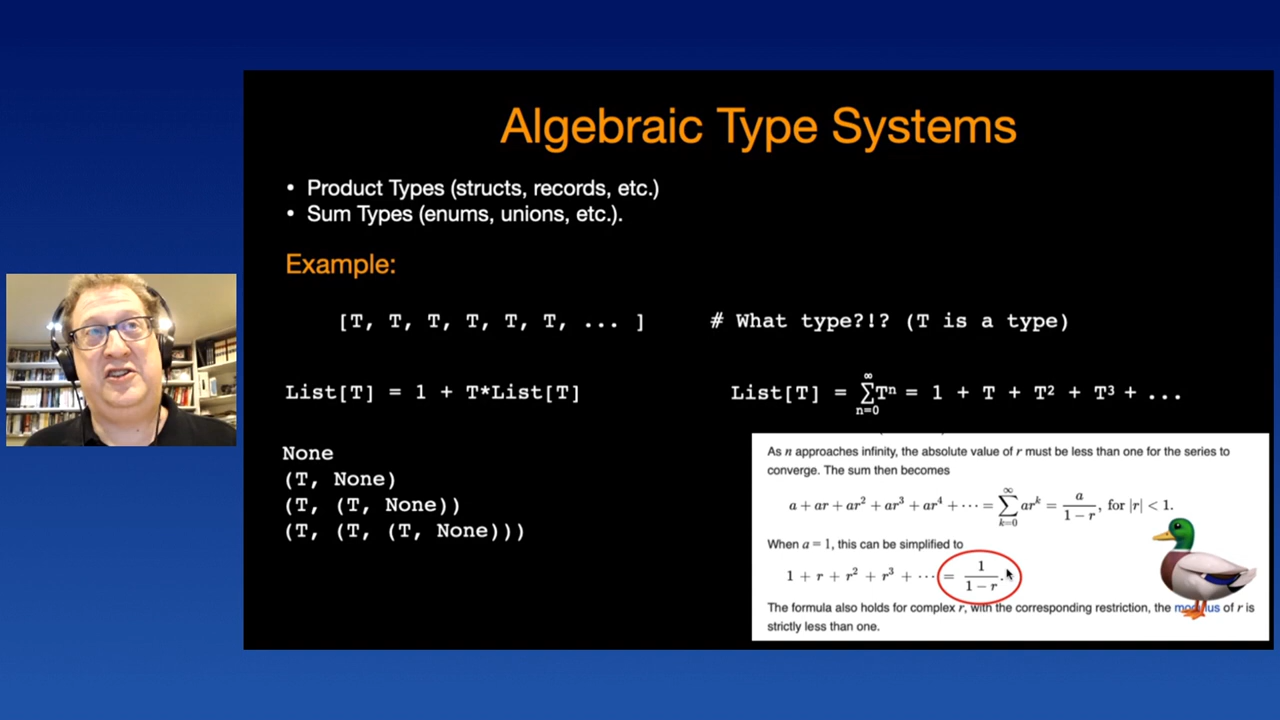 Algebraic Type Systems
• Product Types (structs, records, etc.)
• Sum Types (enums, unions, etc.).
Example:
[T, T, T, T, T, T, ... ] # What type?!? (T is a type)
List[T] = 1 + T*List[T]
List[T] = ∞∑n=0 Tⁿ = 1 + T + T² + T³ + ...
None
(T, None)
(T, (T, None))
(T, (T, (T, None)))
As n approaches infinity, the absolute value of r must be less than one for the series to
converge. The sum then becomes
a + ar + ar² + ar³ + ar⁴ + ⋯ = ∞∑k=0 arᵏ = a/(1 − r), for |r| < 1.
When a = 1, this can be simplified to
1 + r + r² + r³ + ⋯ = 1/(1 − r).
The formula also holds for complex r, with the corresponding restriction, the modulus of r is
strictly less than one.